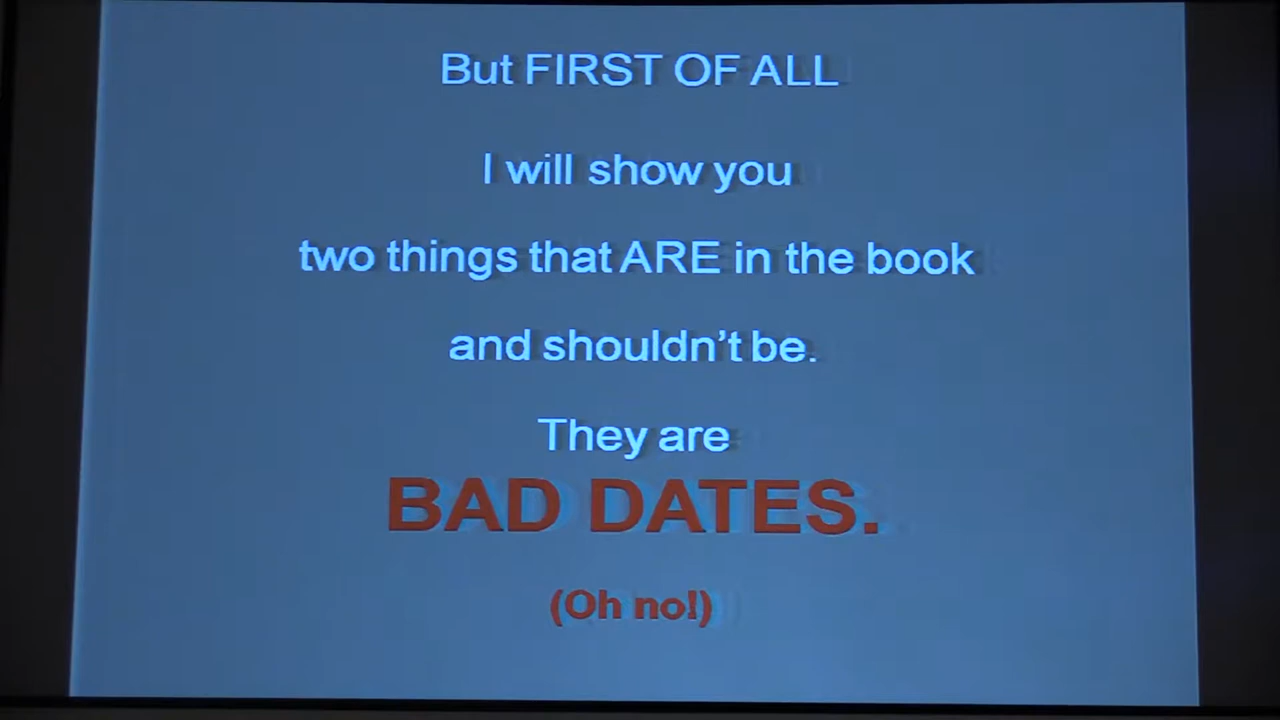 But FIRST OF ALL
I will show you
two things that ARE in the book
and shouldn't be.
They are
BAD DATES.
(Oh no!)